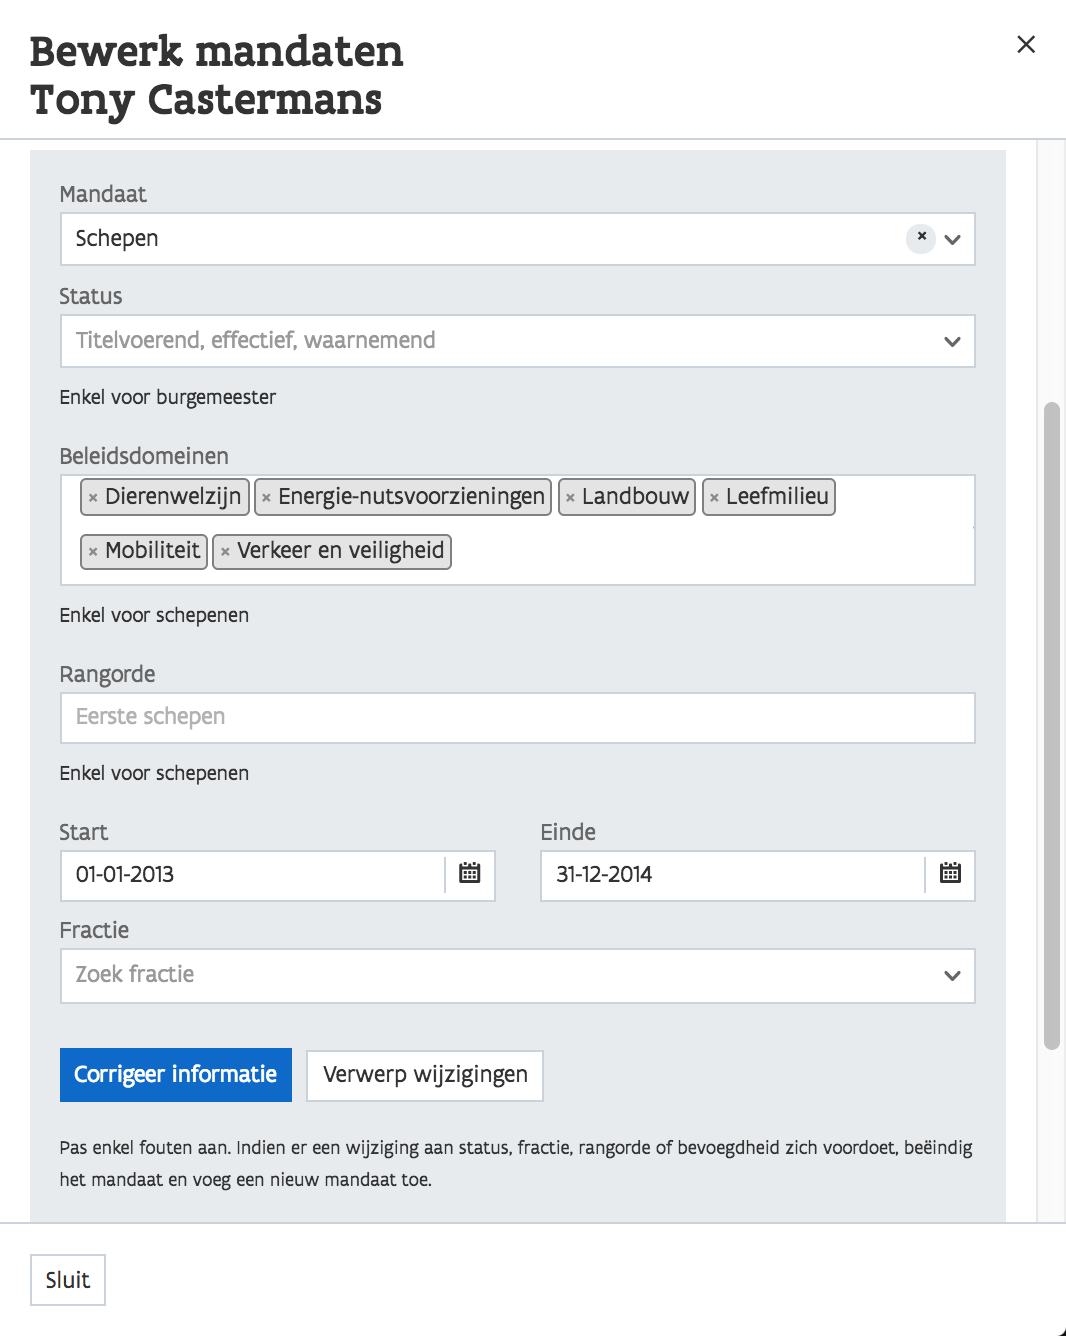 Bewerk mandaten
Tony Castermans
Mandaat
Schepen
Status
Titelvoerend, effectief, waarnemend
Enkel voor burgemeester
Beleidsdomeinen
× Dierenwelzijn × Energie-nutsvoorzieningen × Landbouw × Leefmilieu
× Mobiliteit × Verkeer en veiligheid
Enkel voor schepenen
Rangorde
Eerste schepen
Enkel voor schepenen
Start Einde
01-01-2013 31-12-2014
Fractie
Zoek fractie
Corrigeer informatie Verwerp wijzigingen
Pas enkel fouten aan. Indien er een wijziging aan status, fractie, rangorde of bevoegdheid zich voordoet, beëindig
het mandaat en voeg een nieuw mandaat toe.
Sluit